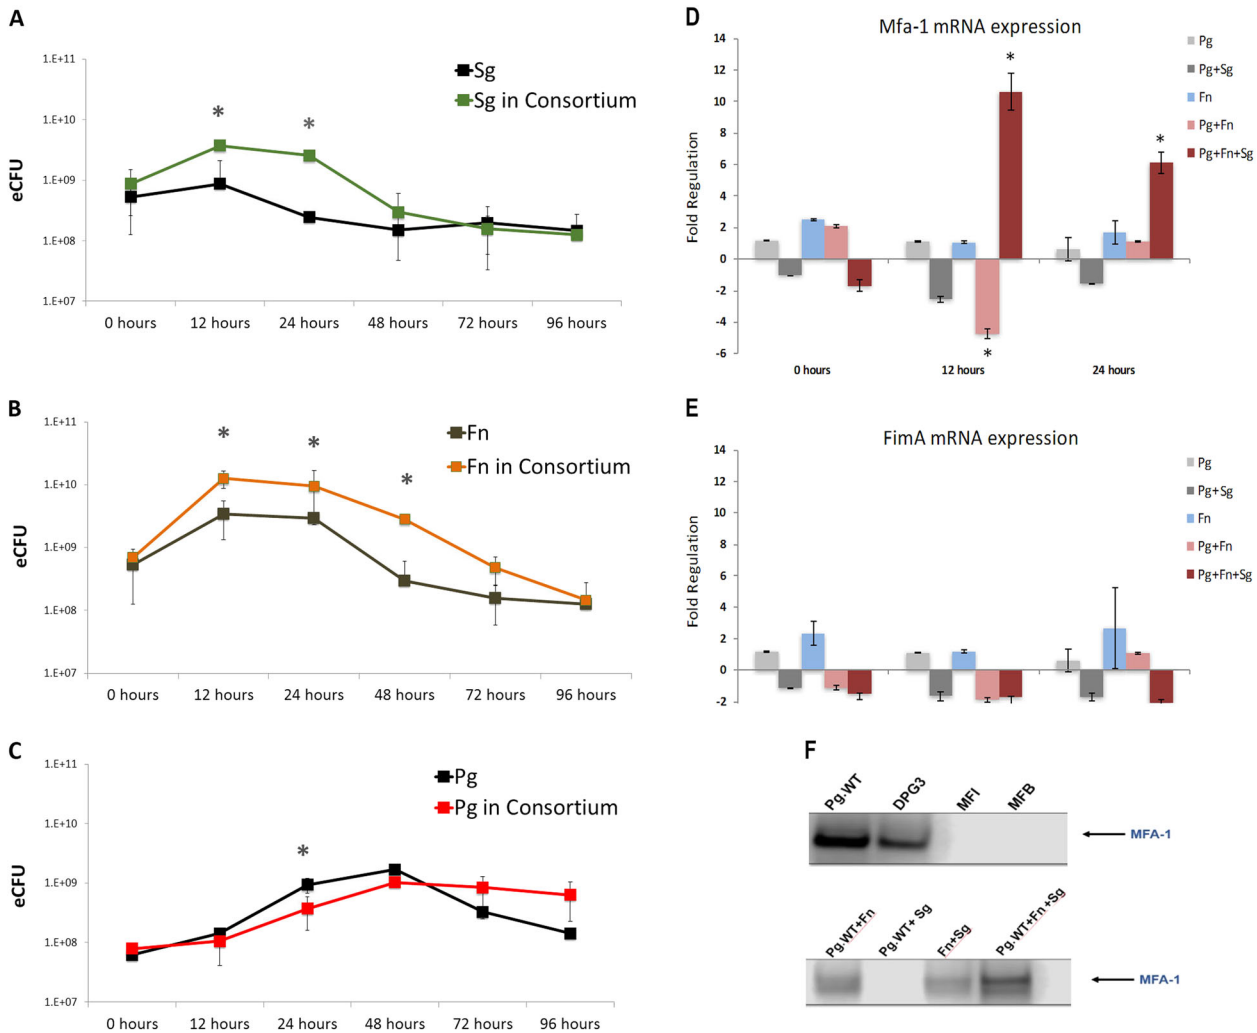 A
1.E+11
1.E+10
1.E+09
1.E+08
1.E+07
eCFU
Sg
Sg in Consortium
*
*
0 hours 12 hours 24 hours 48 hours 72 hours 96 hours
B
1.E+11
1.E+10
1.E+09
1.E+08
1.E+07
eCFU
Fn
Fn in Consortium
*
*
*
0 hours 12 hours 24 hours 48 hours 72 hours 96 hours
C
1.E+11
1.E+10
1.E+09
1.E+08
1.E+07
eCFU
Pg
Pg in Consortium
*
0 hours 12 hours 24 hours 48 hours 72 hours 96 hours
D
Mfa-1 mRNA expression
14
12
10
8
6
4
2
0
-2
-4
-6
Fold Regulation
*
*
*
0 hours 12 hours 24 hours
Pg
Pg+Sg
Fn
Pg+Fn
Pg+Fn+Sg
E
FimA mRNA expression
14
12
10
8
6
4
2
0
-2
Fold Regulation
Pg
Pg+Sg
Fn
Pg+Fn
Pg+Fn+Sg
F
Pg.WT DPG3 MFI MFB
MFA-1
Pg.WT+Fn Pg.WT+ Sg Fn+Sg Pg.WT+Fn+Sg
MFA-1